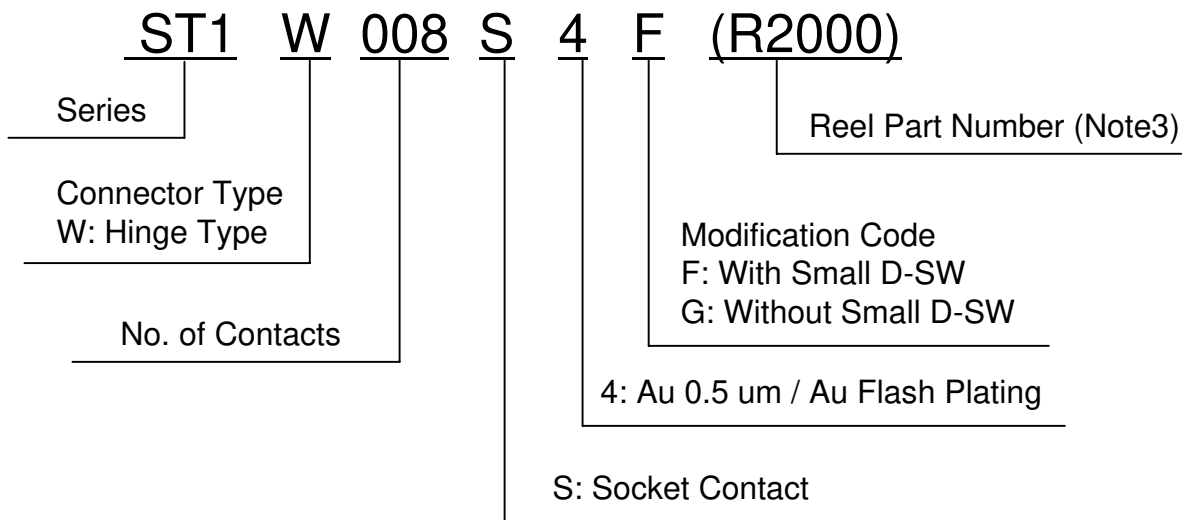 ST1 W 008 S 4 F (R2000)
Series
Reel Part Number (Note3)
Connector Type
W: Hinge Type
Modification Code
F: With Small D-SW
G: Without Small D-SW
No. of Contacts
4: Au 0.5 um / Au Flash Plating
S: Socket Contact